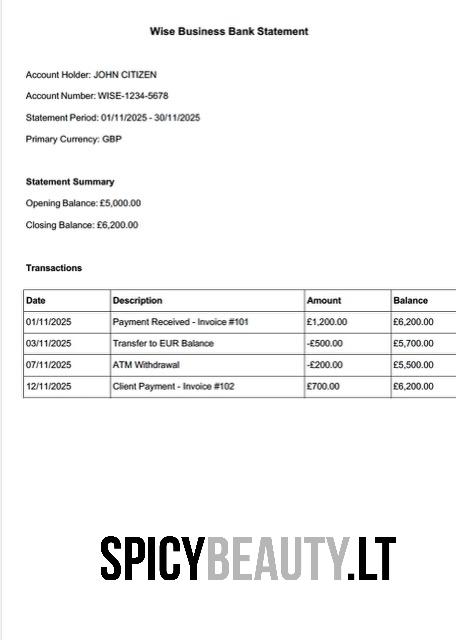 Wise Business Bank Statement
Account Holder: JOHN CITIZEN
Account Number: WISE-1234-5678
Statement Period: 01/11/2025 - 30/11/2025
Primary Currency: GBP
Statement Summary
Opening Balance: £5,000.00
Closing Balance: £6,200.00
Transactions
Date Description Amount Balance
01/11/2025 Payment Received - Invoice #101 £1,200.00 £6,200.00
03/11/2025 Transfer to EUR Balance -£500.00 £5,700.00
07/11/2025 ATM Withdrawal -£200.00 £5,500.00
12/11/2025 Client Payment - Invoice #102 £700.00 £6,200.00
SPICYBEAUTY.LT